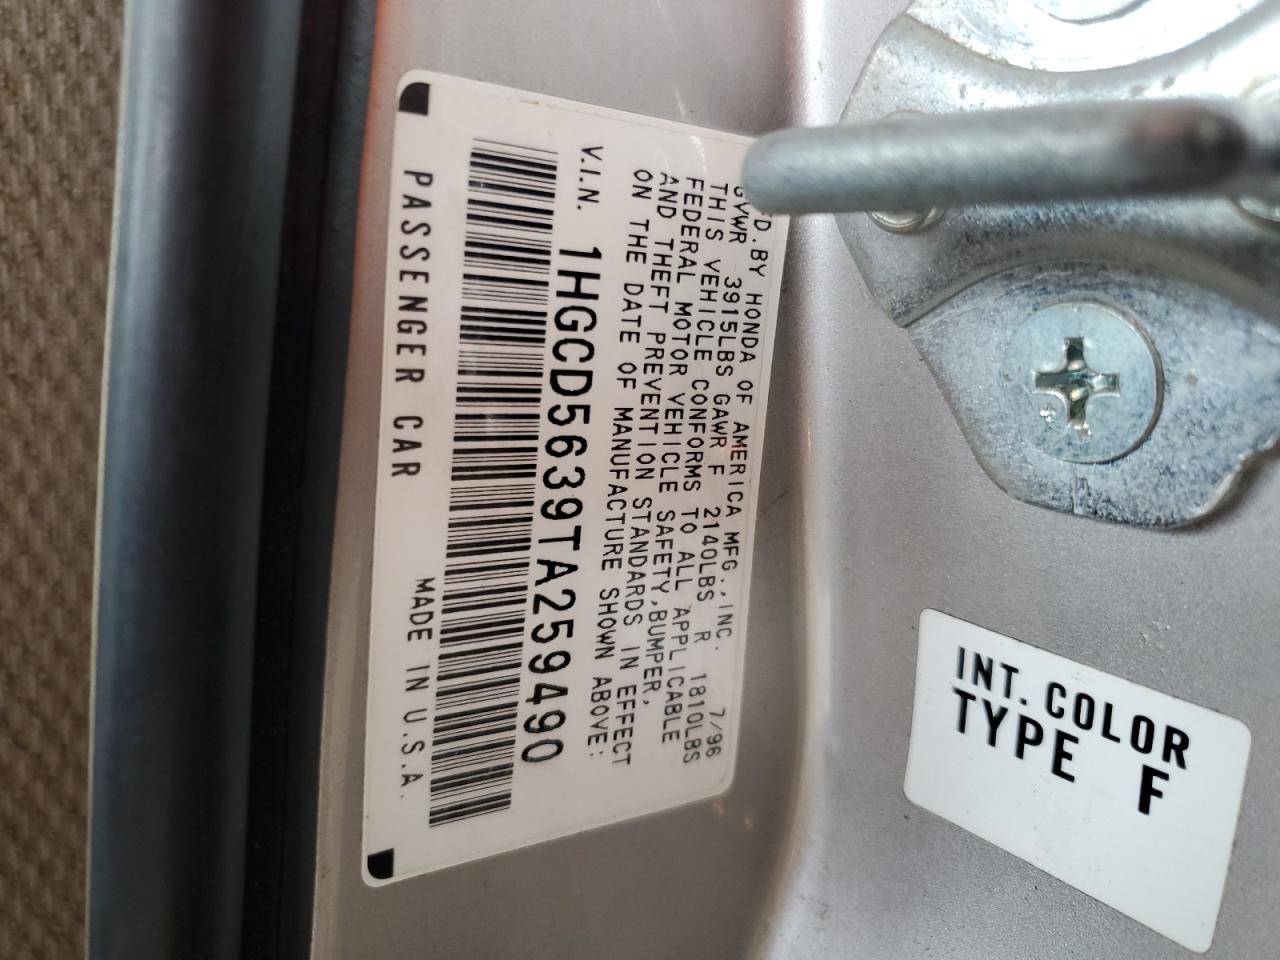 GVWR 3915LBS GAWR F 2140LBS R 1810LBS
BY HONDA OF AMERICA MFG.,INC. 7/96
THIS VEHICLE CONFORMS TO ALL APPLICABLE
FEDERAL MOTOR VEHICLE SAFETY,BUMPER,
AND THEFT PREVENTION STANDARDS IN EFFECT
ON THE DATE OF MANUFACTURE SHOWN ABOVE:
V.I.N. 1HGCD5639TA259490
PASSENGER CAR MADE IN U.S.A.
INT. COLOR
TYPE F